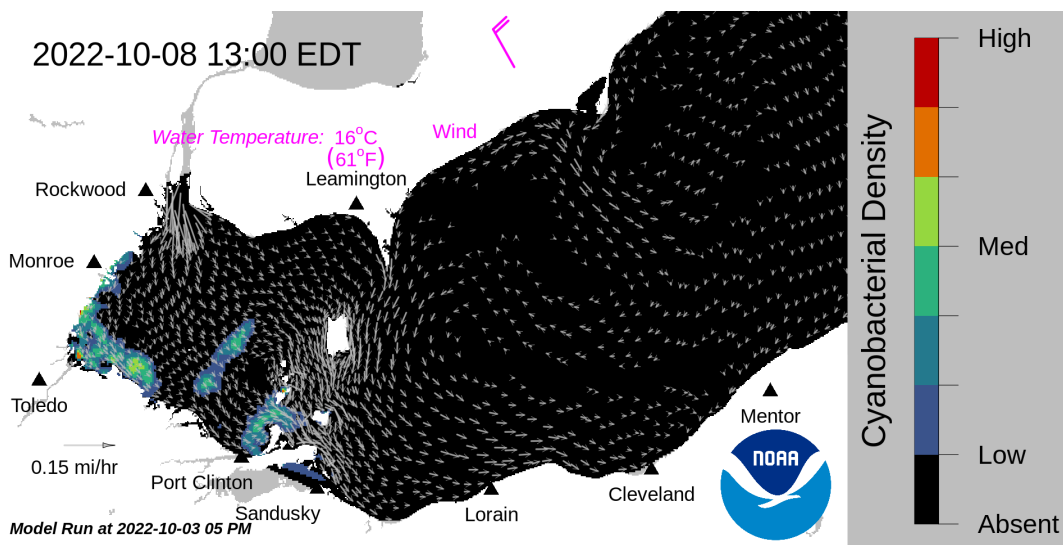 2022-10-08 13:00 EDT
Water Temperature: 16°C
(61°F)
Wind
Leamington
Rockwood
Monroe
Toledo
0.15 mi/hr
Port Clinton
Sandusky
Lorain
Cleveland
Mentor
NOAA
Model Run at 2022-10-03 05 PM
Cyanobacterial Density
High
Med
Low
Absent